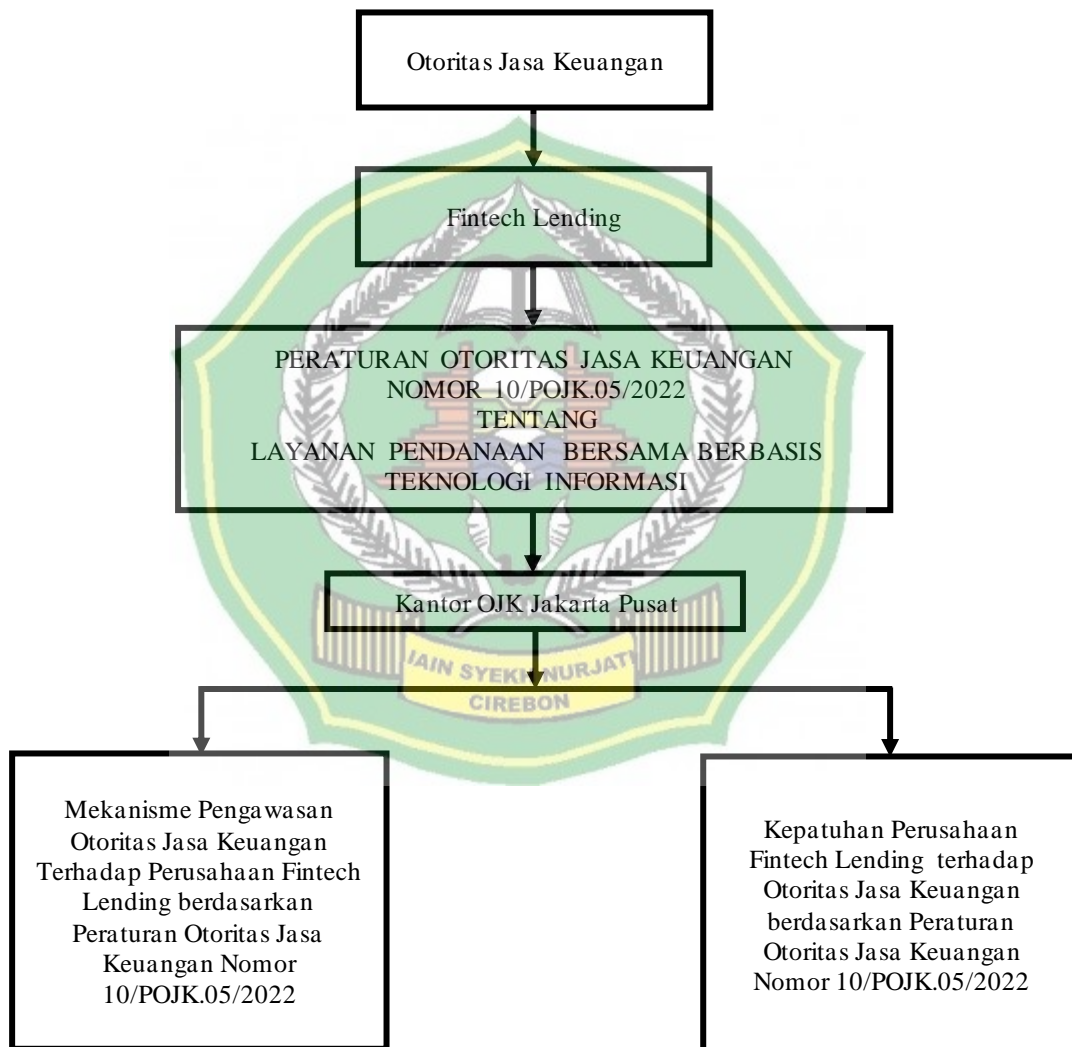 Otoritas Jasa Keuangan
Fintech Lending
PERATURAN OTORITAS JASA KEUANGAN
NOMOR 10/POJK.05/2022
TENTANG
LAYANAN PENDANAAN BERSAMA BERBASIS
TEKNOLOGI INFORMASI
Kantor OJK Jakarta Pusat
IAIN SYEKH NURJATI
CIREBON
Mekanisme Pengawasan
Otoritas Jasa Keuangan
Terhadap Perusahaan Fintech
Lending berdasarkan
Peraturan Otoritas Jasa
Keuangan Nomor
10/POJK.05/2022
Kepatuhan Perusahaan
Fintech Lending terhadap
Otoritas Jasa Keuangan
berdasarkan Peraturan
Otoritas Jasa Keuangan
Nomor 10/POJK.05/2022